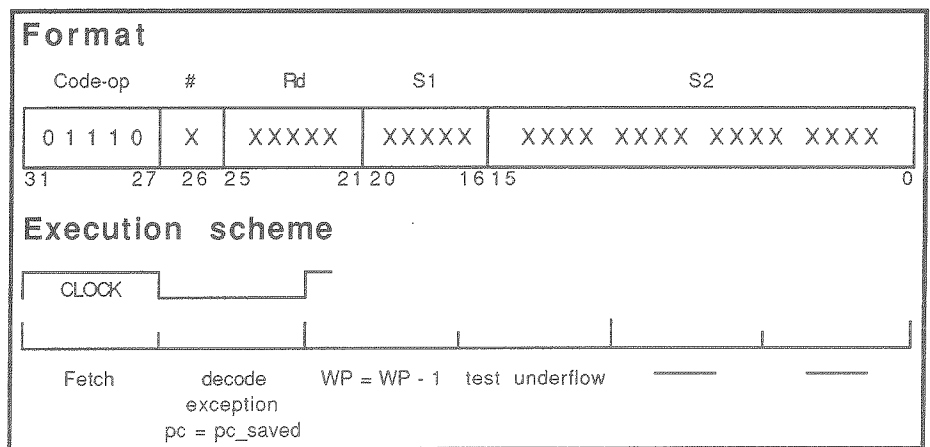 Format
Code-op # Rd S1 S2
0 1 1 1 0 X XXXXX XXXXX XXXX XXXX XXXX XXXX
31 27 26 25 21 20 16 15 0
Execution scheme
CLOCK
Fetch decode WP = WP - 1 test underflow
exception
pc = pc_saved